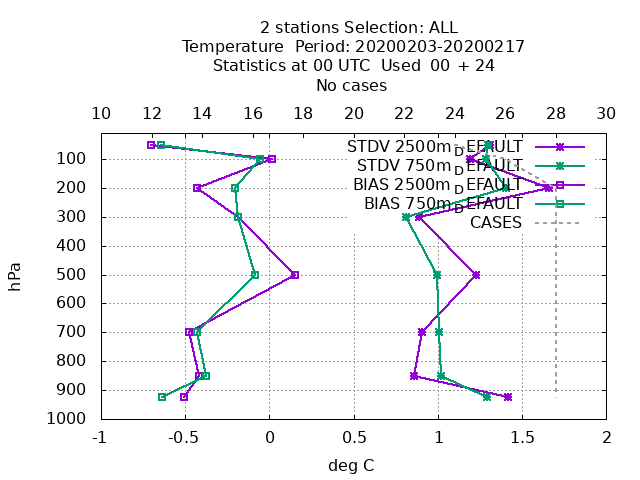 2 stations Selection: ALL
Temperature  Period: 20200203-20200217
Statistics at 00 UTC  Used  00 + 24
No cases
10 12 14 16 18 20 22 24 26 28 30
STDV 2500m_DEFAULT
STDV 750m_DEFAULT
BIAS 2500m_DEFAULT
BIAS 750m_DEFAULT
CASES
hPa
100
200
300
400
500
600
700
800
900
1000
-1 -0.5 0 0.5 1 1.5 2
deg C